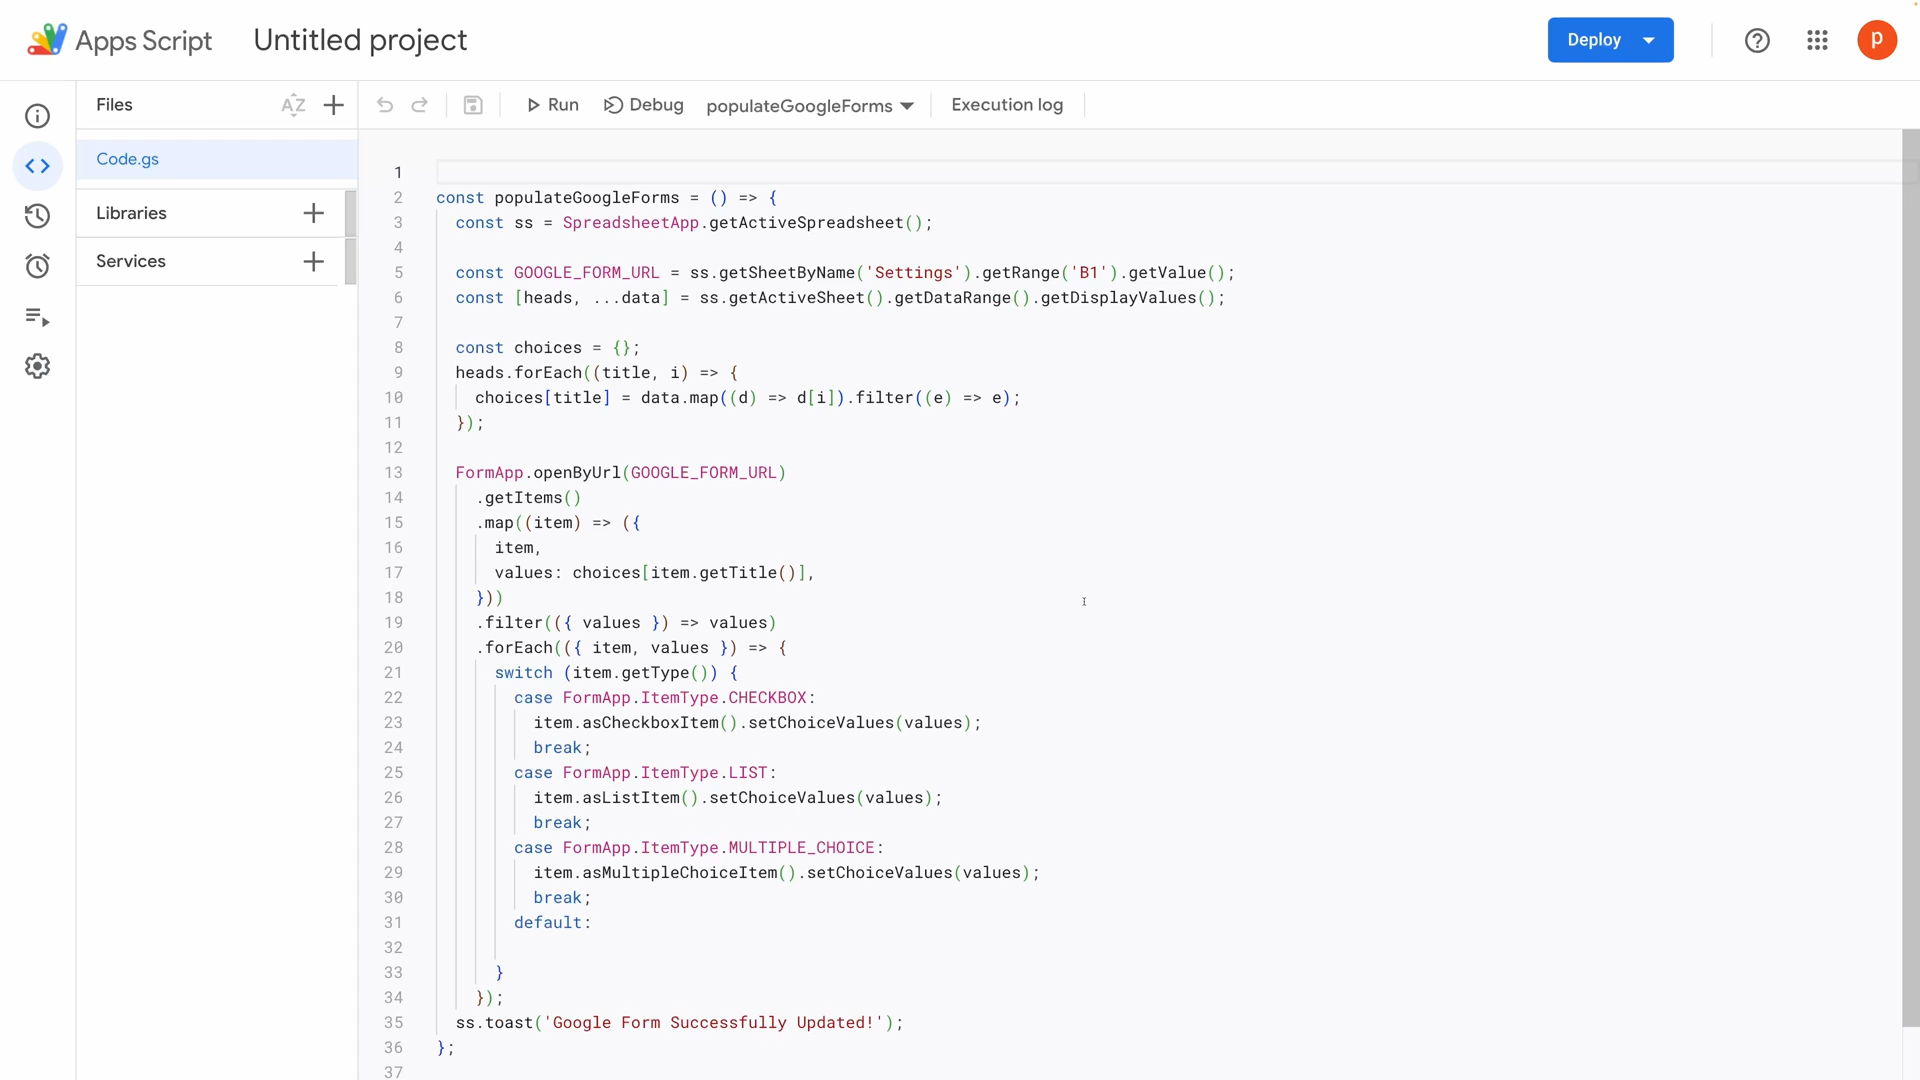 Apps Script
Untitled project
Deploy
p
Files
AZ
Run
Debug
populateGoogleForms
Execution log
Code.gs
Libraries
Services
1
2 const populateGoogleForms = () => {
3   const ss = SpreadsheetApp.getActiveSpreadsheet();
4
5   const GOOGLE_FORM_URL = ss.getSheetByName('Settings').getRange('B1').getValue();
6   const [heads, ...data] = ss.getActiveSheet().getDataRange().getDisplayValues();
7
8   const choices = {};
9   heads.forEach((title, i) => {
10     choices[title] = data.map((d) => d[i]).filter((e) => e);
11   });
12
13   FormApp.openByUrl(GOOGLE_FORM_URL)
14     .getItems()
15     .map((item) => ({
16       item,
17       values: choices[item.getTitle()],
18     }))
19     .filter(({ values }) => values)
20     .forEach(({ item, values }) => {
21       switch (item.getType()) {
22         case FormApp.ItemType.CHECKBOX:
23           item.asCheckboxItem().setChoiceValues(values);
24           break;
25         case FormApp.ItemType.LIST:
26           item.asListItem().setChoiceValues(values);
27           break;
28         case FormApp.ItemType.MULTIPLE_CHOICE:
29           item.asMultipleChoiceItem().setChoiceValues(values);
30           break;
31         default:
32
33       }
34     });
35   ss.toast('Google Form Successfully Updated!');
36 };
37